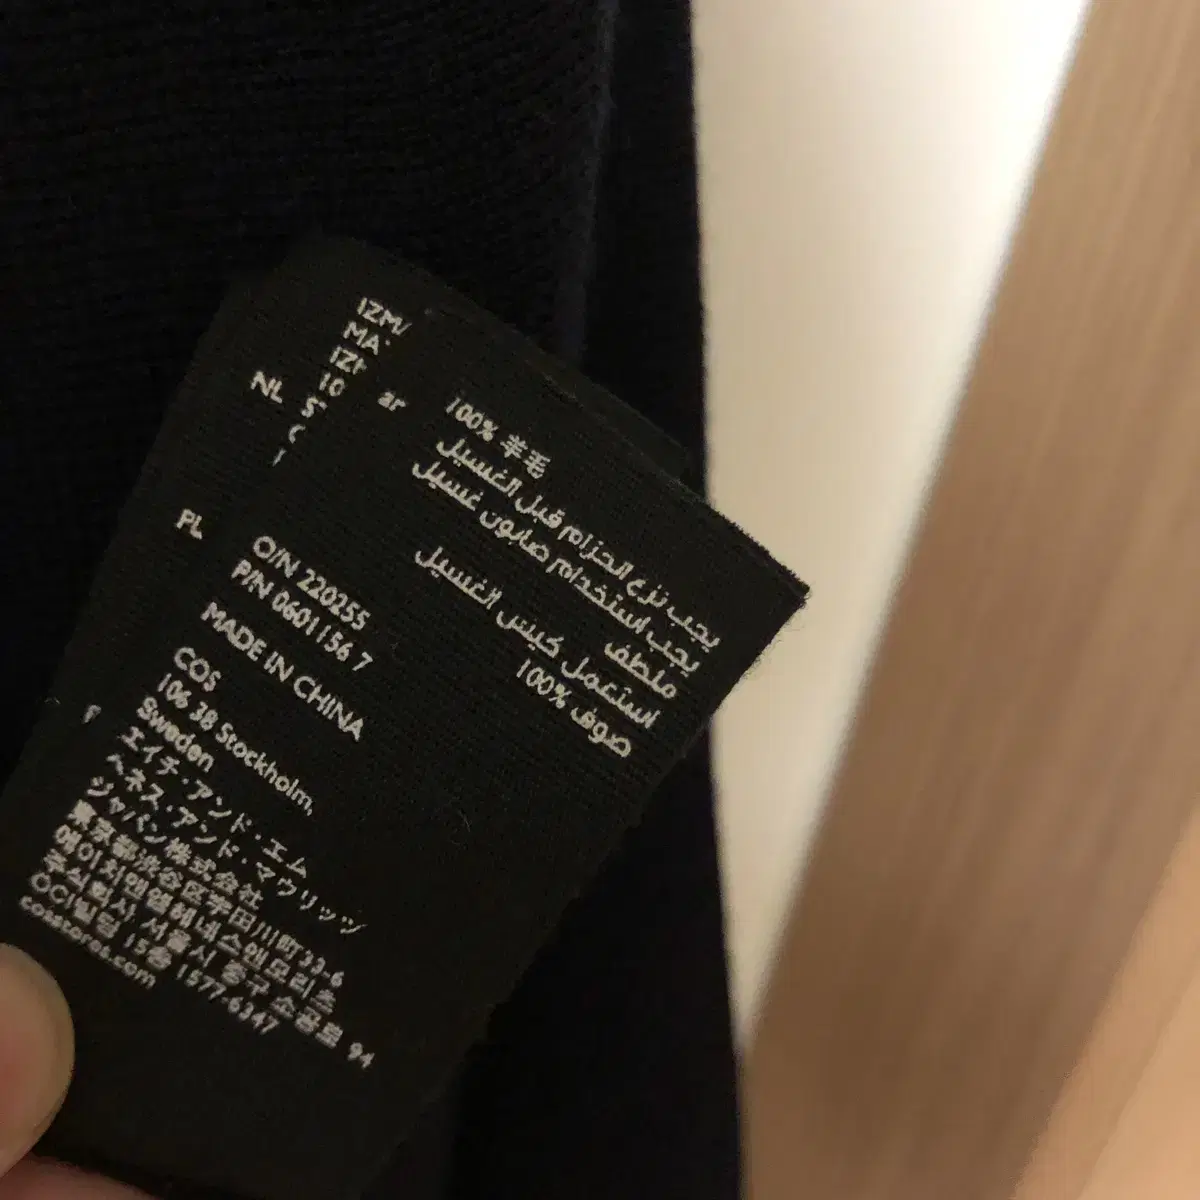 IZM/
MA
IZM
10
NL
PL
ar
100% 羊毛
يجب نزع الحزام قبل الغسيل
يجب استخدام صابون غسيل
ملطف
استعمل كيس الغسيل
100% صوف
O/N 220255
P/N 0601156 7
MADE IN CHINA
COS
106 38 Stockholm,
Sweden
エイチ・アンド・エム
ヘネス・アンド・マウリッツ
ジャパン株式会社
東京都渋谷区宇田川町33-6
에이치앤엠헤네스앤모리츠
주식회사 서울시 중구 소공로 94
OCI빌딩 15층 1577-6347
cosstores.com